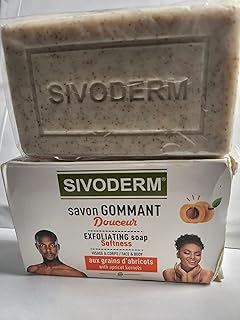 SIVODERM
SIVODERM®
savon GOMMANT
Douceur
EXFOLIATING soap
Softness
VISAGE & CORPS / FACE & BODY
aux grains d'abricots
with apricot kernels